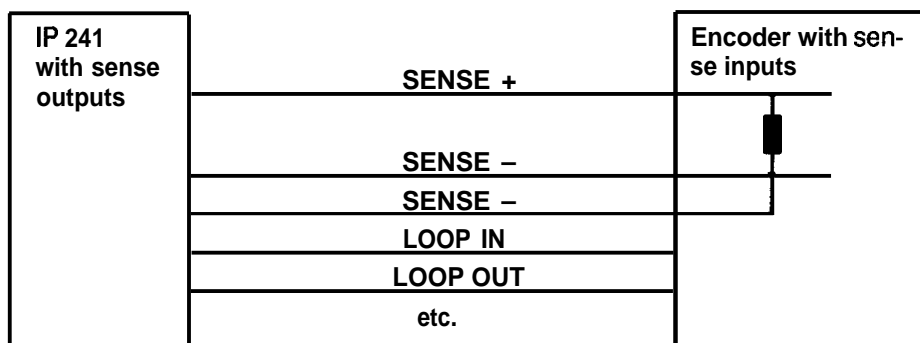 IP 241
with sense
outputs
Encoder with sen-
se inputs
SENSE +
SENSE –
SENSE –
LOOP IN
LOOP OUT
etc.